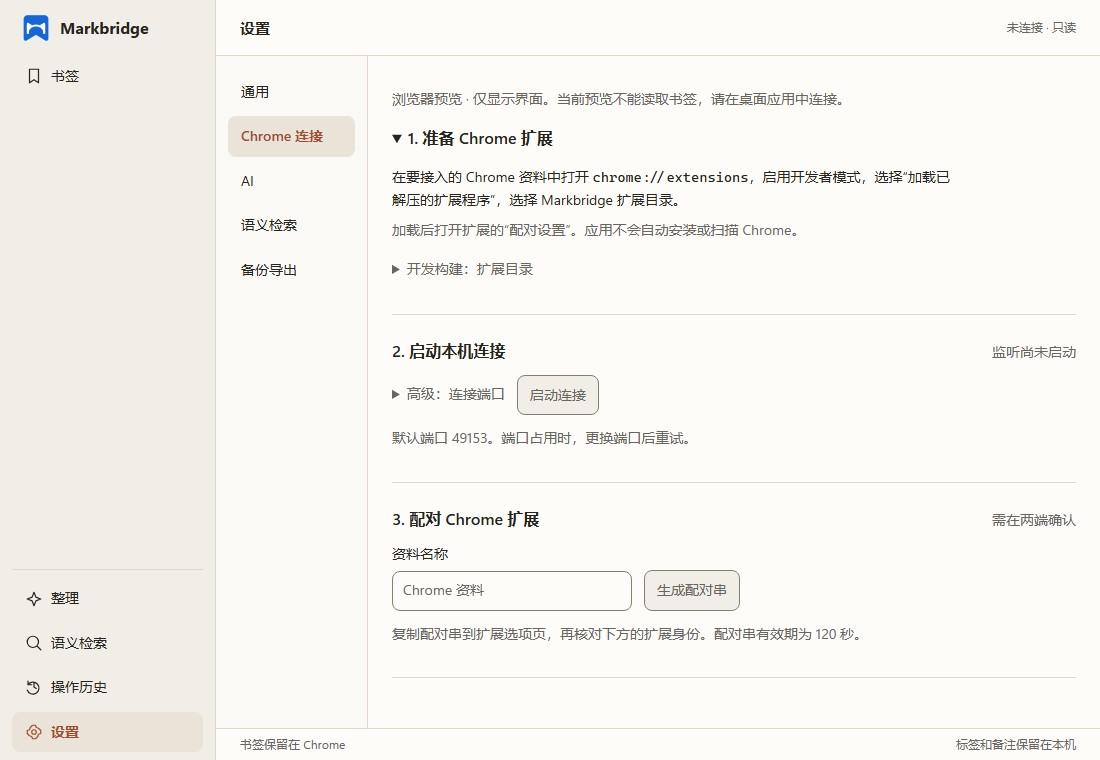 Markbridge
书签
整理
语义检索
操作历史
设置
设置
未连接 · 只读
通用
Chrome 连接
AI
语义检索
备份导出
浏览器预览 · 仅显示界面。当前预览不能读取书签，请在桌面应用中连接。
1. 准备 Chrome 扩展
在要接入的 Chrome 资料中打开 chrome://extensions，启用开发者模式，选择“加载已
解压的扩展程序”，选择 Markbridge 扩展目录。
加载后打开扩展的“配对设置”。应用不会自动安装或扫描 Chrome。
开发构建：扩展目录
2. 启动本机连接
监听尚未启动
高级：连接端口
启动连接
默认端口 49153。端口占用时，更换端口后重试。
3. 配对 Chrome 扩展
需在两端确认
资料名称
Chrome 资料
生成配对串
复制配对串到扩展选项页，再核对下方的扩展身份。配对串有效期为 120 秒。
书签保留在 Chrome
标签和备注保留在本机